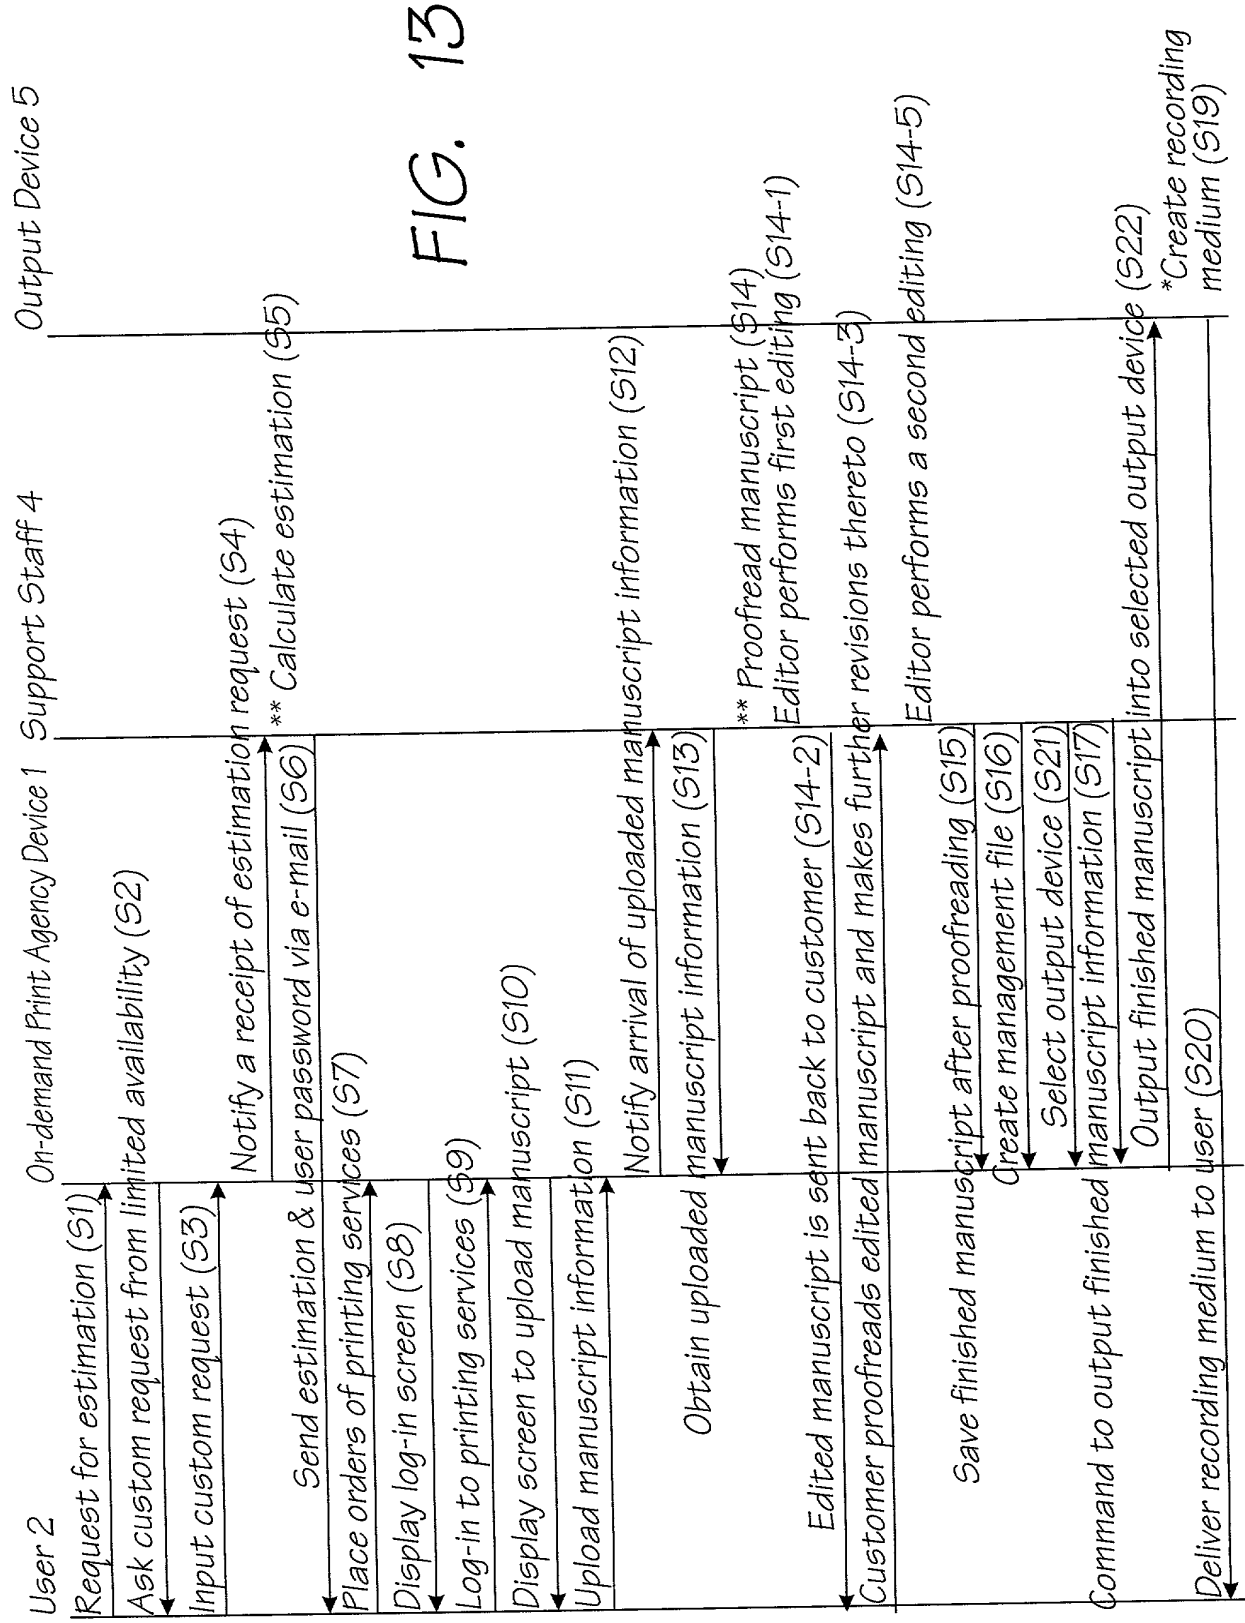 User 2
On-demand Print Agency Device 1
Support Staff 4
Output Device 5
Request for estimation (S1)
Ask custom request from limited availability (S2)
Input custom request (S3)
Notify a receipt of estimation request (S4)
** Calculate estimation (S5)
Send estimation & user password via e-mail (S6)
Place orders of printing services (S7)
Display log-in screen (S8)
Log-in to printing services (S9)
Display screen to upload manuscript (S10)
Upload manuscript information (S11)
Notify arrival of uploaded manuscript information (S12)
Obtain uploaded manuscript information (S13)
** Proofread manuscript (S14)
Editor performs first editing (S14-1)
Edited manuscript is sent back to customer (S14-2)
Customer proofreads edited manuscript and makes further revisions thereto (S14-3)
Editor performs a second editing (S14-5)
Save finished manuscript after proofreading (S15)
Create management file (S16)
Select output device (S21)
Command to output finished manuscript information (S17)
Output finished manuscript into selected output device (S22)
*Create recording
medium (S19)
Deliver recording medium to user (S20)
FIG. 13